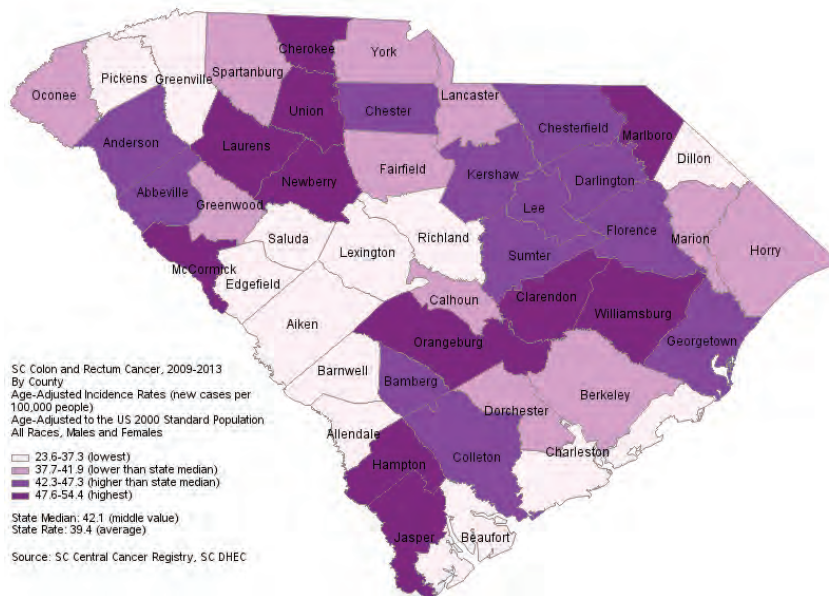 Cherokee
York
Pickens
Greenville
Spartanburg
Oconee
Lancaster
Union
Chester
Chesterfield
Marlboro
Anderson
Laurens
Dillon
Fairfield
Kershaw
Newberry
Darlington
Abbeville
Greenwood
Lee
Florence
Saluda
Richland
Marion
Horry
Lexington
Sumter
McCormick
Edgefield
Calhoun
Clarendon
Williamsburg
Aiken
Orangeburg
Georgetown
Barnwell
Bamberg
Berkeley
Dorchester
Allendale
Charleston
Colleton
Hampton
Jasper
Beaufort
SC Colon and Rectum Cancer, 2009-2013
By County
Age-Adjusted Incidence Rates (new cases per
100,000 people)
Age-Adjusted to the US 2000 Standard Population
All Races, Males and Females
23.6-37.3 (lowest)
37.7-41.9 (lower than state median)
42.3-47.3 (higher than state median)
47.6-54.4 (highest)
State Median: 42.1 (middle value)
State Rate: 39.4 (average)
Source: SC Central Cancer Registry, SC DHEC